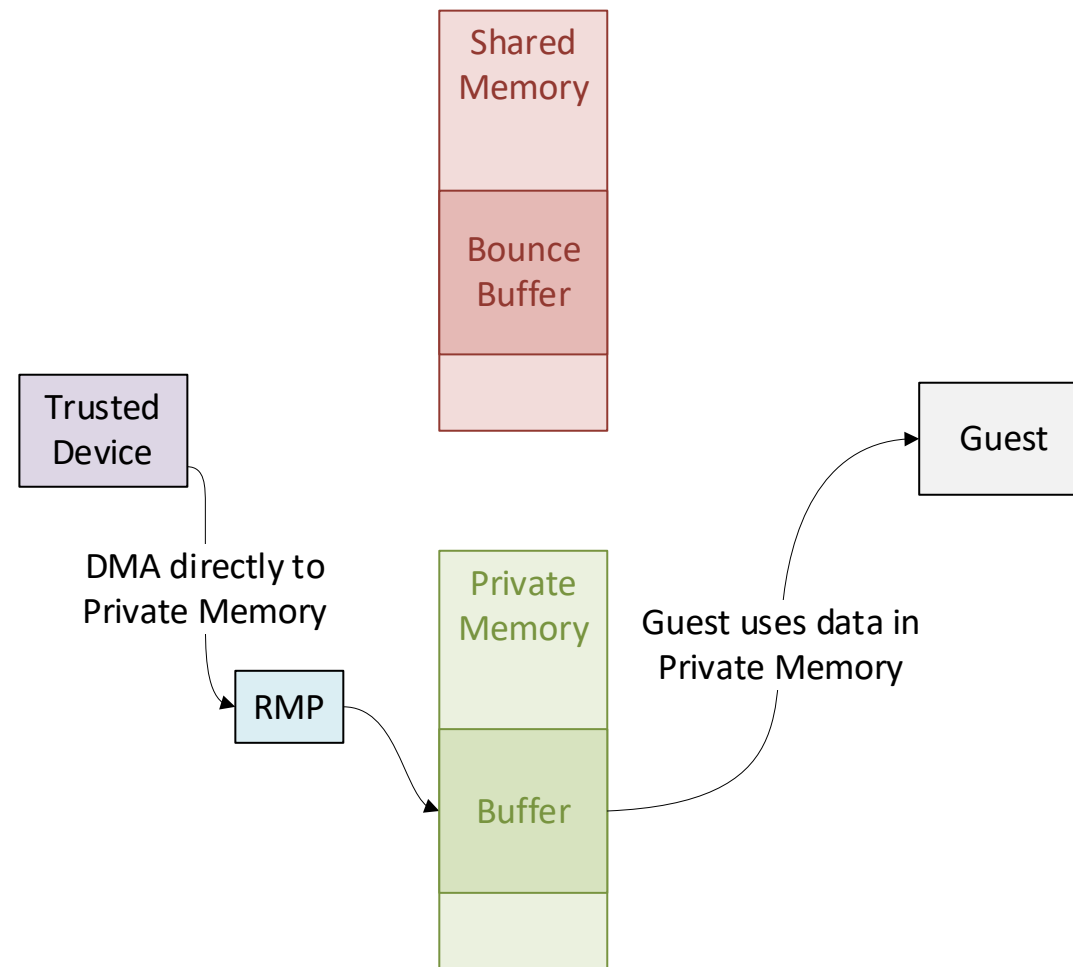 Shared
Memory
Bounce
Buffer
Trusted
Device
Guest
DMA directly to
Private Memory
Private
Memory
Guest uses data in
Private Memory
RMP
Buffer